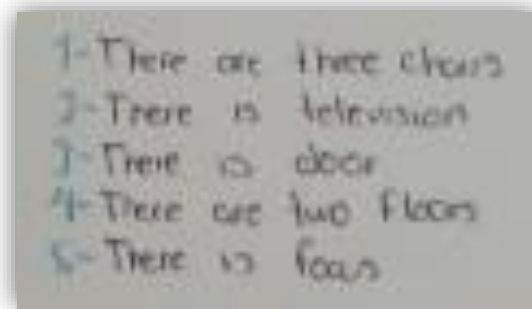 1- There are three chairs
2- There is television
3- There is door
4- There are two floors
5- There is